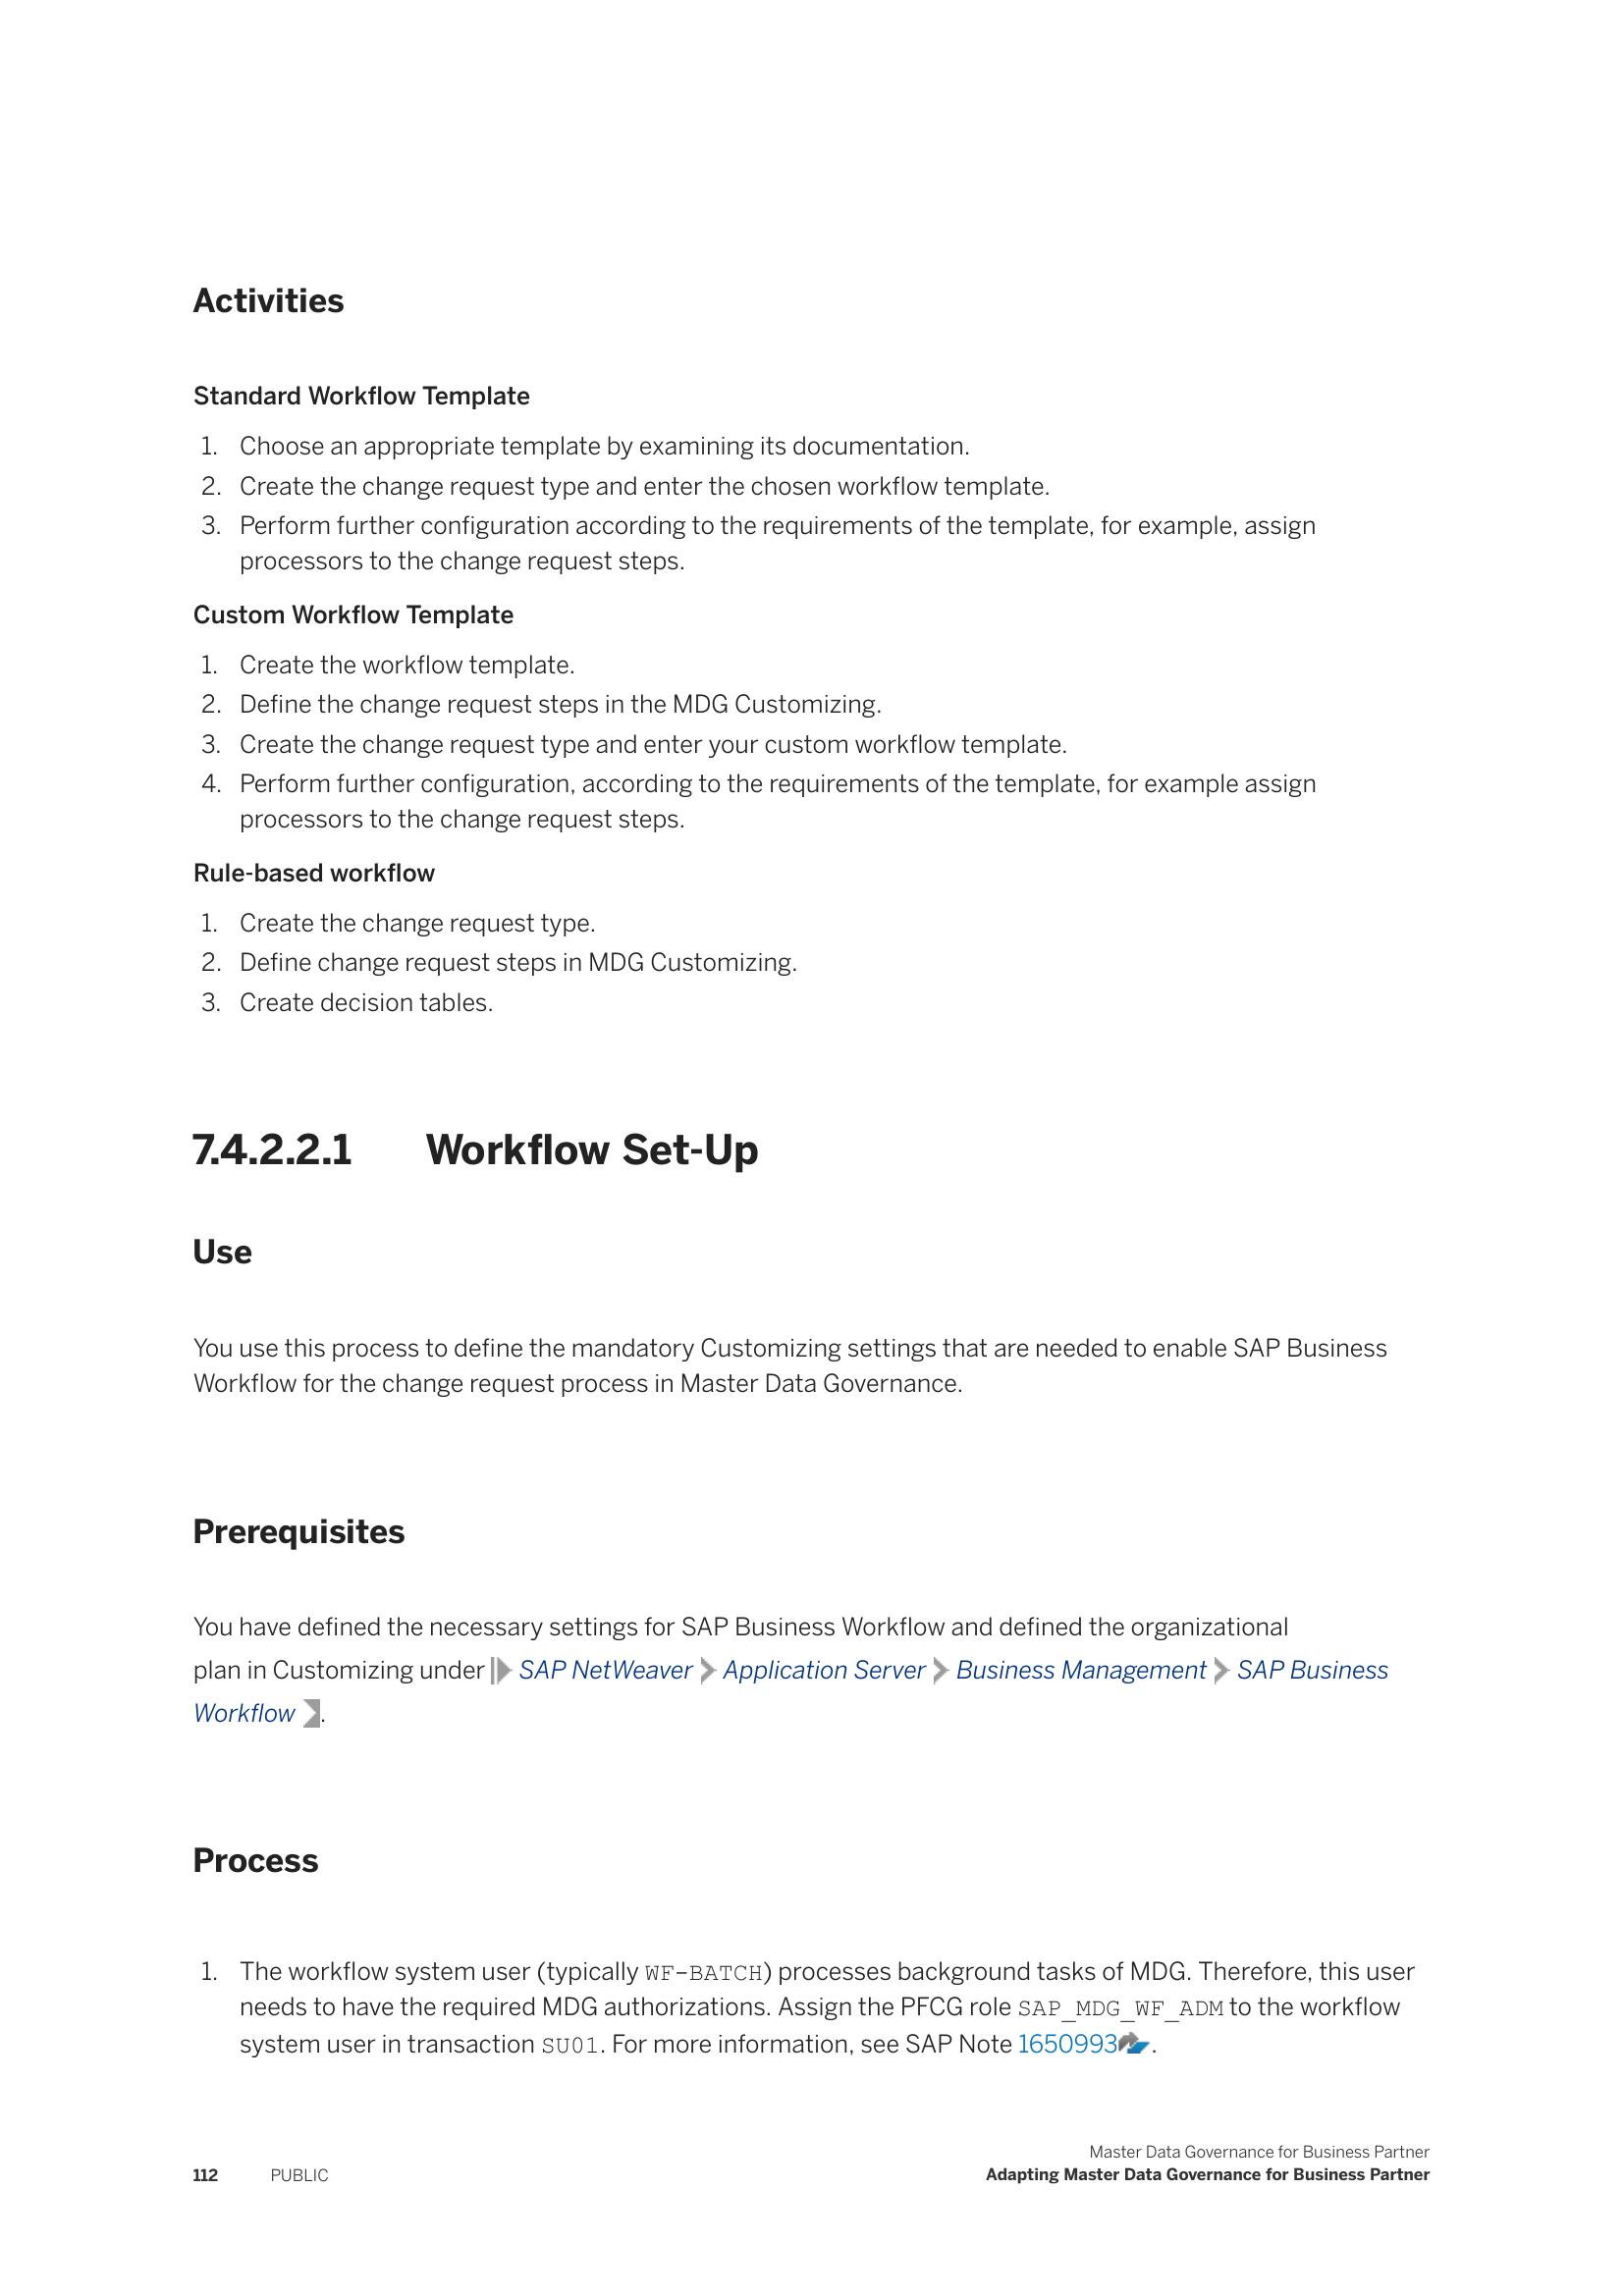 Activities
Standard Workflow Template
1. Choose an appropriate template by examining its documentation.
2. Create the change request type and enter the chosen workflow template.
3. Perform further configuration according to the requirements of the template, for example, assign
processors to the change request steps.
Custom Workflow Template
1. Create the workflow template.
2. Define the change request steps in the MDG Customizing.
3. Create the change request type and enter your custom workflow template.
4. Perform further configuration, according to the requirements of the template, for example assign
processors to the change request steps.
Rule-based workflow
1. Create the change request type.
2. Define change request steps in MDG Customizing.
3. Create decision tables.
7.4.2.2.1 Workflow Set-Up
Use
You use this process to define the mandatory Customizing settings that are needed to enable SAP Business
Workflow for the change request process in Master Data Governance.
Prerequisites
You have defined the necessary settings for SAP Business Workflow and defined the organizational
plan in Customizing under SAP NetWeaver Application Server Business Management SAP Business
Workflow .
Process
1. The workflow system user (typically WF-BATCH) processes background tasks of MDG. Therefore, this user
needs to have the required MDG authorizations. Assign the PFCG role SAP_MDG_WF_ADM to the workflow
system user in transaction SU01. For more information, see SAP Note 1650993 .
Master Data Governance for Business Partner
112 PUBLIC Adapting Master Data Governance for Business Partner